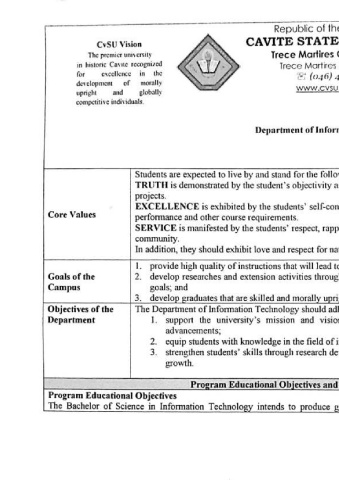 Republic of the
CvSU Vision
CAVITE STATE
The premier university
Trece Martires C
in historic Cavite recognized
Trece Martires
for excellence in the
(046) 4
development of morally
www.cvsu
upright and globally
competitive individuals.
Department of Infor
Students are expected to live by and stand for the follo
TRUTH is demonstrated by the student's objectivity a
projects.
EXCELLENCE is exhibited by the students' self-con
Core Values
performance and other course requirements.
SERVICE is manifested by the students' respect, rapp
community.
In addition, they should exhibit love and respect for na
Goals of the
Campus
1. provide high quality of instructions that will lead to
2. develop researches and extension activities throug
goals; and
3. develop graduates that are skilled and morally upri
Objectives of the
Department
The Department of Information Technology should adh
1. support the university's mission and visio
advancements;
2. equip students with knowledge in the field of i
3. strengthen students' skills through research de
growth.
Program Educational Objectives and
Program Educational Objectives
The Bachelor of Science in Information Technology intends to produce g